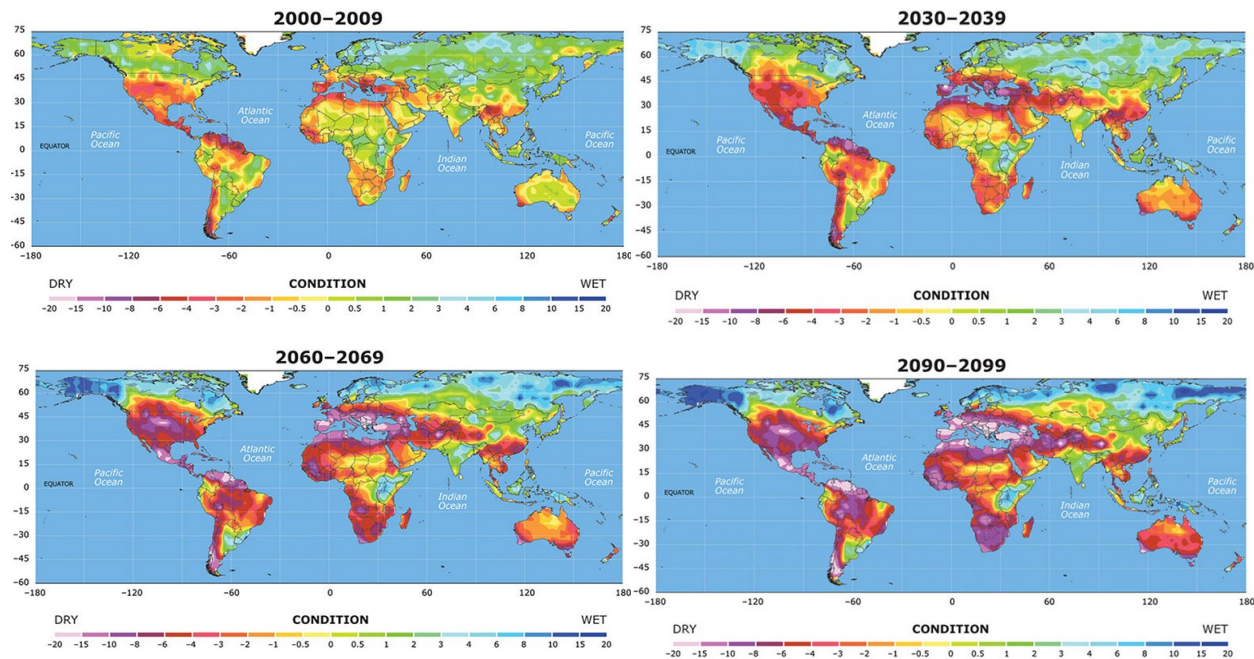 2000–2009
75
60
45
30
15
0
−15
−30
−45
−60
EQUATOR
Pacific
Ocean
Atlantic
Ocean
Indian
Ocean
Pacific
Ocean
−180 −120 −60 0 60 120 180
DRY CONDITION WET
−20 −15 −10 −8 −6 −4 −3 −2 −1 −0.5 0 0.5 1 2 3 4 6 8 10 15 20
2030–2039
75
60
45
30
15
0
−15
−30
−45
−60
EQUATOR
Pacific
Ocean
Atlantic
Ocean
Indian
Ocean
Pacific
Ocean
−180 −120 −60 0 60 120 180
DRY CONDITION WET
−20 −15 −10 −8 −6 −4 −3 −2 −1 −0.5 0 0.5 1 2 3 4 6 8 10 15 20
2060–2069
75
60
45
30
15
0
−15
−30
−45
−60
EQUATOR
Pacific
Ocean
Atlantic
Ocean
Indian
Ocean
Pacific
Ocean
−180 −120 −60 0 60 120 180
DRY CONDITION WET
−20 −15 −10 −8 −6 −4 −3 −2 −1 −0.5 0 0.5 1 2 3 4 6 8 10 15 20
2090–2099
75
60
45
30
15
0
−15
−30
−45
−60
EQUATOR
Pacific
Ocean
Atlantic
Ocean
Indian
Ocean
Pacific
Ocean
−180 −120 −60 0 60 120 180
DRY CONDITION WET
−20 −15 −10 −8 −6 −4 −3 −2 −1 −0.5 0 0.5 1 2 3 4 6 8 10 15 20